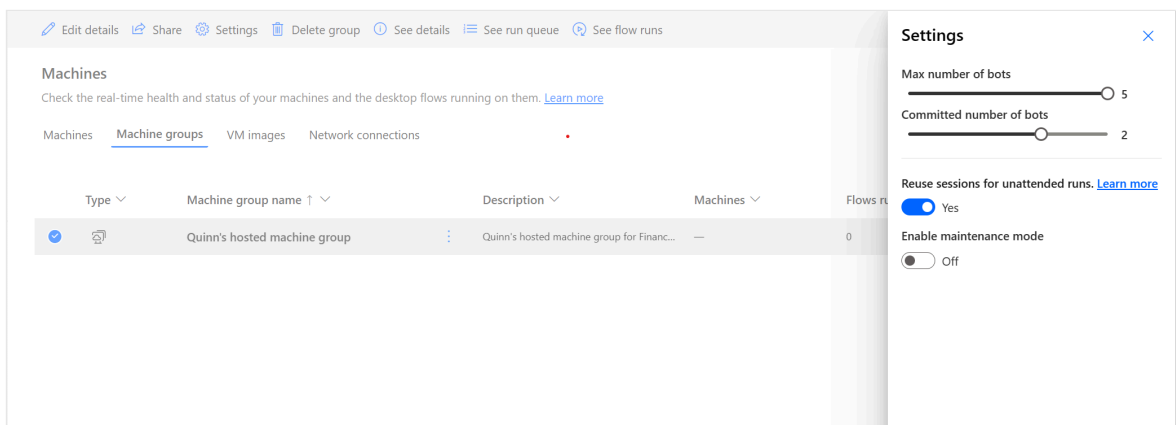 Edit details Share Settings Delete group See details See run queue See flow runs
Machines
Check the real-time health and status of your machines and the desktop flows running on them. Learn more
Machines Machine groups VM images Network connections
Type Machine group name ↑ Description Machines Flows ru
Quinn's hosted machine group Quinn's hosted machine group for Financ... — 0
Settings
Max number of bots
5
Committed number of bots
2
Reuse sessions for unattended runs. Learn more
Yes
Enable maintenance mode
Off